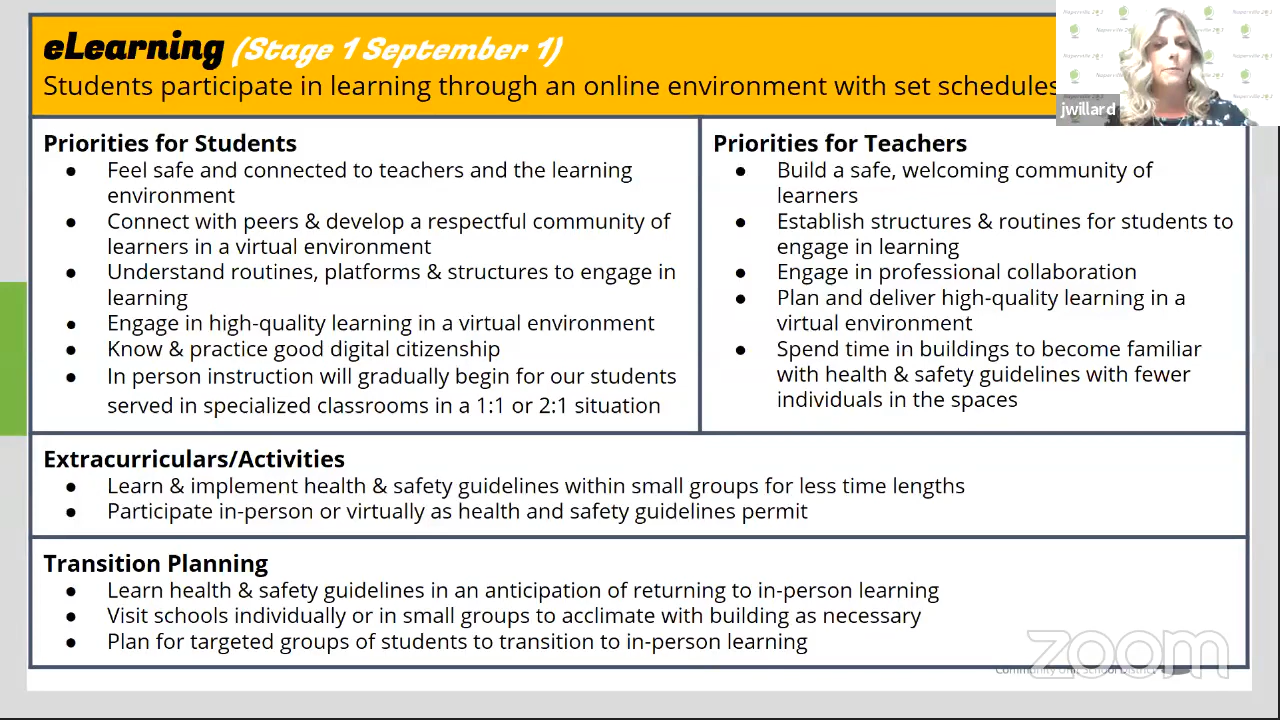 eLearning (Stage 1 September 1)
Students participate in learning through an online environment with set schedules
jwillard
Priorities for Students
● Feel safe and connected to teachers and the learning
environment
● Connect with peers & develop a respectful community of
learners in a virtual environment
● Understand routines, platforms & structures to engage in
learning
● Engage in high-quality learning in a virtual environment
● Know & practice good digital citizenship
● In person instruction will gradually begin for our students
served in specialized classrooms in a 1:1 or 2:1 situation
Priorities for Teachers
● Build a safe, welcoming community of
learners
● Establish structures & routines for students to
engage in learning
● Engage in professional collaboration
● Plan and deliver high-quality learning in a
virtual environment
● Spend time in buildings to become familiar
with health & safety guidelines with fewer
individuals in the spaces
Extracurriculars/Activities
● Learn & implement health & safety guidelines within small groups for less time lengths
● Participate in-person or virtually as health and safety guidelines permit
Transition Planning
● Learn health & safety guidelines in an anticipation of returning to in-person learning
● Visit schools individually or in small groups to acclimate with building as necessary
● Plan for targeted groups of students to transition to in-person learning
zoom
Community Unit School District